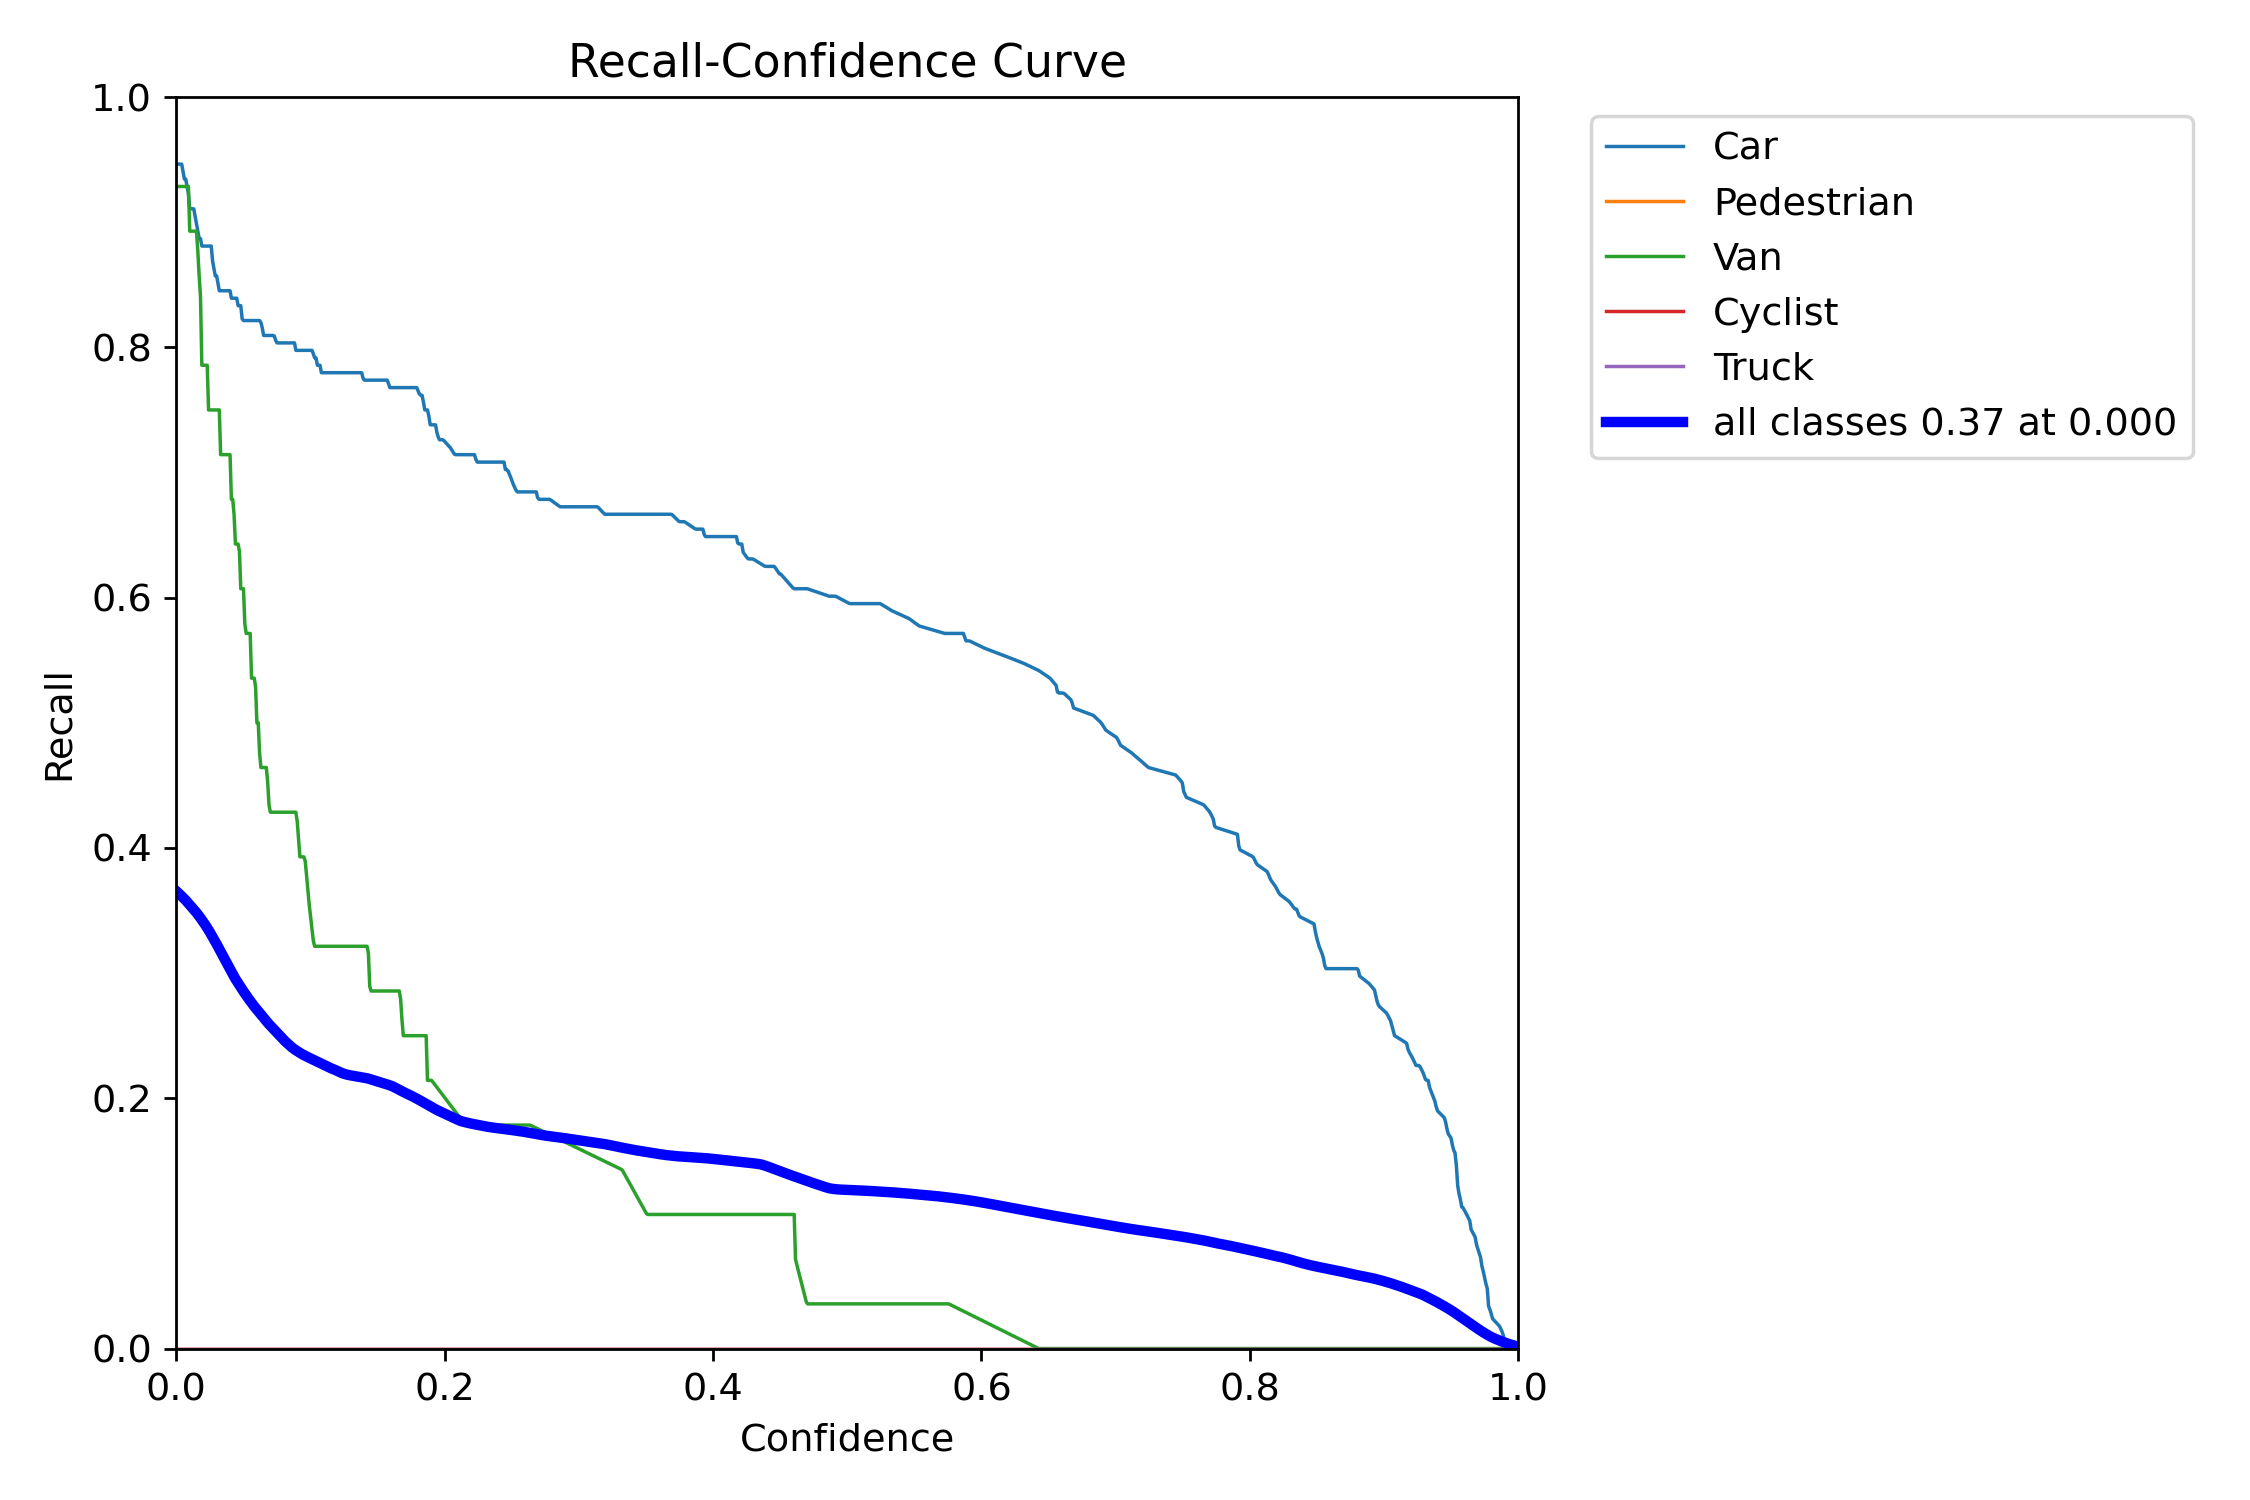 Recall-Confidence Curve
1.0
0.8
0.6
0.4
0.2
0.0
Recall
0.0 0.2 0.4 0.6 0.8 1.0
Confidence
Car
Pedestrian
Van
Cyclist
Truck
all classes 0.37 at 0.000